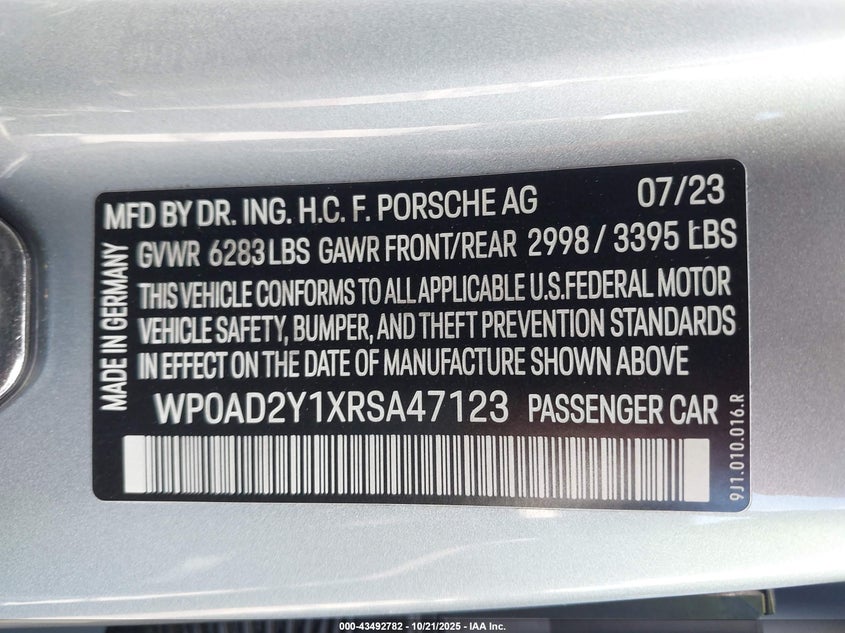 MFD BY DR. ING. H.C. F. PORSCHE AG 07/23
GVWR 6283 LBS GAWR FRONT/REAR 2998 / 3395 LBS
THIS VEHICLE CONFORMS TO ALL APPLICABLE U.S. FEDERAL MOTOR
VEHICLE SAFETY, BUMPER, AND THEFT PREVENTION STANDARDS
IN EFFECT ON THE DATE OF MANUFACTURE SHOWN ABOVE
WP0AD2Y1XRSA47123 PASSENGER CAR
MADE IN GERMANY
9J1.010.016.R
000-43492782 - 10/21/2025 - IAA Inc.